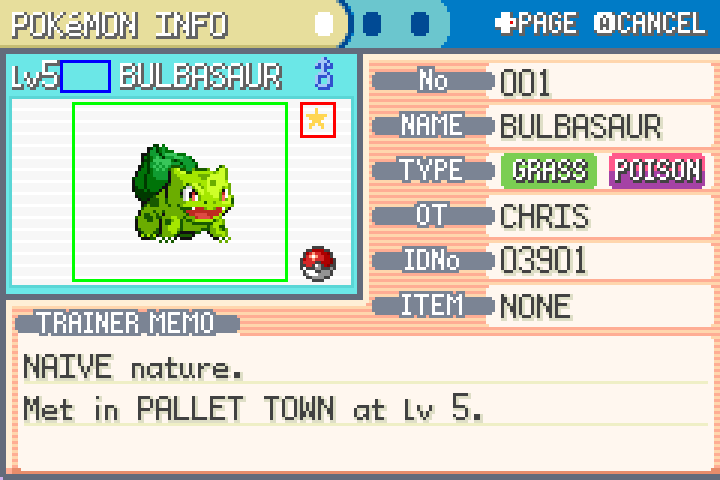 POKéMON INFO
PAGE ⒶCANCEL
Lv5 BULBASAUR ♂
No 001
NAME BULBASAUR
TYPE GRASS POISON
OT CHRIS
IDNo 03901
ITEM NONE
TRAINER MEMO
NAIVE nature.
Met in PALLET TOWN at Lv 5.